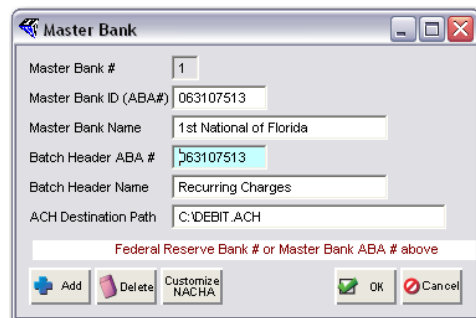 Master Bank
Master Bank # 1
Master Bank ID (ABA#) 063107513
Master Bank Name 1st National of Florida
Batch Header ABA # 063107513
Batch Header Name Recurring Charges
ACH Destination Path C:\DEBIT.ACH
Federal Reserve Bank # or Master Bank ABA # above
Add Delete Customize NACHA OK Cancel